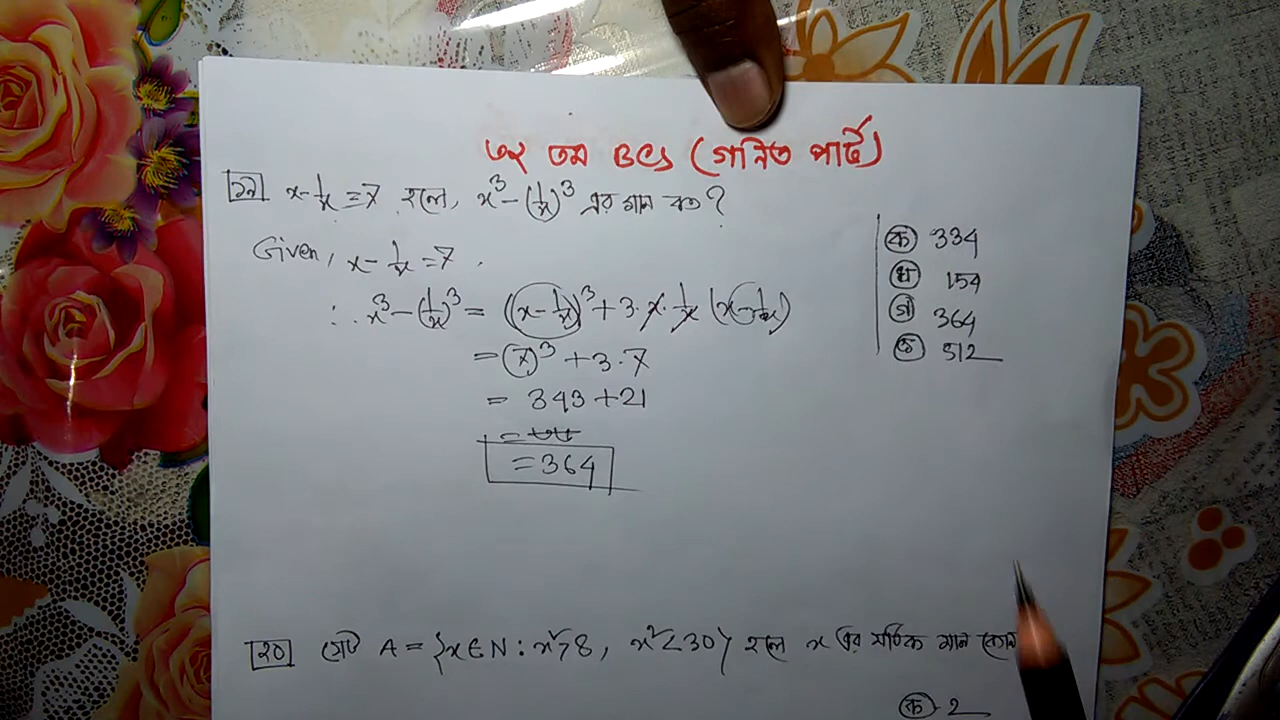 ৩২ তম BCS (গনিত পার্ট)
১৯ x - 1/x = 7 হলে, x³ - (1/x)³ এর মান কত?
Given, x - 1/x = 7.
∴ x³ - (1/x)³ = (x - 1/x)³ + 3.x.1/x (x - 1/x)
= (7)³ + 3.7
= 343 + 21
= 364
ক 334
খ 154
গ 364
512
২০ সেট A = {x ∈ N : x² > 8, x² < 30} হলে x এর সঠিক মান কোন
ক 2